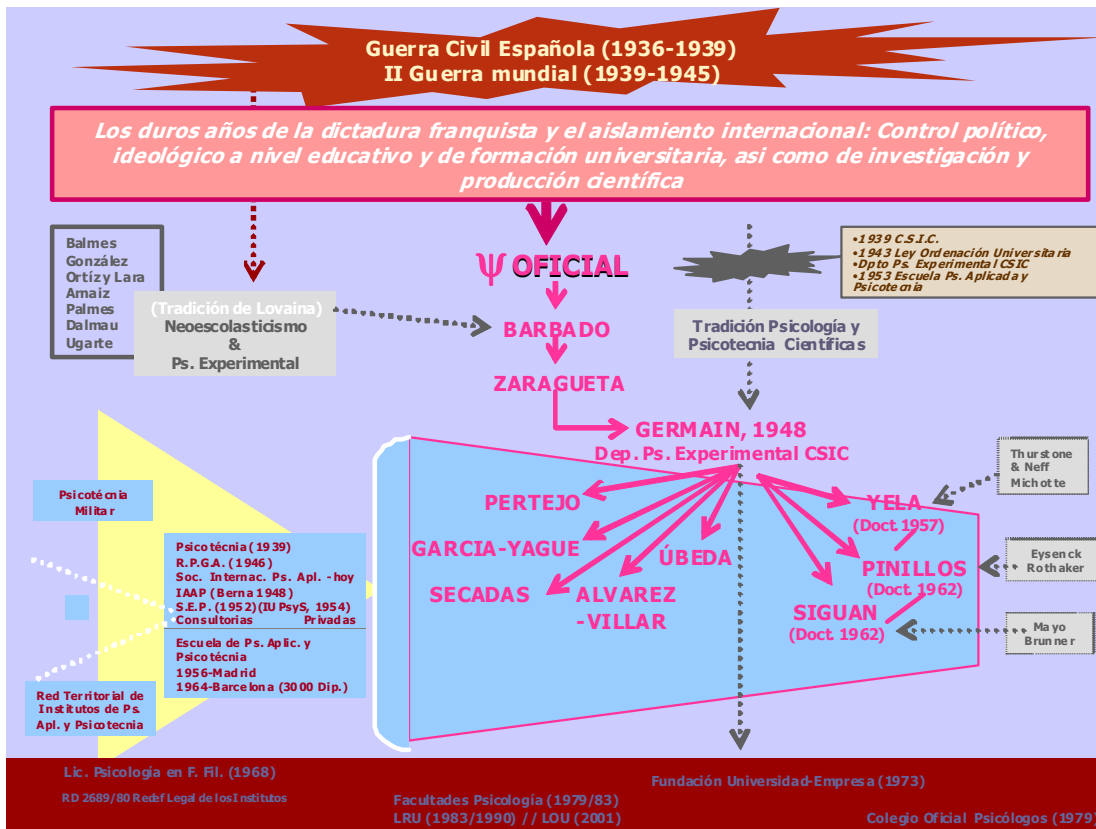 Guerra Civil Española (1936-1939)
II Guerra mundial (1939-1945)
Los duros años de la dictadura franquista y el aislamiento internacional: Control político,
ideológico a nivel educativo y de formación universitaria, asi como de investigación y
producción científica
Balmes
González
Ortíz y Lara
Arnaiz
Palmes
Dalmau
Ugarte
(Tradición de Lovaina)
Neoescolasticismo
&
Ps. Experimental
Ψ OFICIAL
BARBADO
ZARAGUETA
•1939 C.S.I.C.
•1943 Ley Ordenación Universitaria
•Dpto Ps. Experimental CSIC
•1953 Escuela Ps. Aplicada y
Psicotecnia
Tradición Psicología y
Psicotecnia Científicas
GERMAIN, 1948
Dep. Ps. Experimental CSIC
PERTEJO
GARCIA-YAGUE
SECADAS
ALVAREZ
-VILLAR
ÚBEDA
YELA
(Doct. 1957)
PINILLOS
(Doct. 1962)
SIGUAN
(Doct. 1962)
Thurstone
& Neff
Michotte
Eysenck
Rothaker
Mayo
Brunner
Psicotécnia
Militar
Psicotécnia (1939)
R.P.G.A. (1946)
Soc. Internac. Ps. Apl. -hoy
IAAP (Berna 1948)
S.E.P. (1952)(IUPsyS, 1954)
Consultorias Privadas
Escuela de Ps. Aplic. y
Psicotécnia
1956-Madrid
1964-Barcelona (3000 Dip.)
Red Territorial de
Institutos de Ps.
Apl. y Psicotecnia
Lic. Psicología en F. Fil. (1968)
RD 2689/80 Redef Legal de los Institutos
Facultades Psicología (1979/83)
LRU (1983/1990) // LOU (2001)
Fundación Universidad-Empresa (1973)
Colegio Oficial Psicólogos (1979)